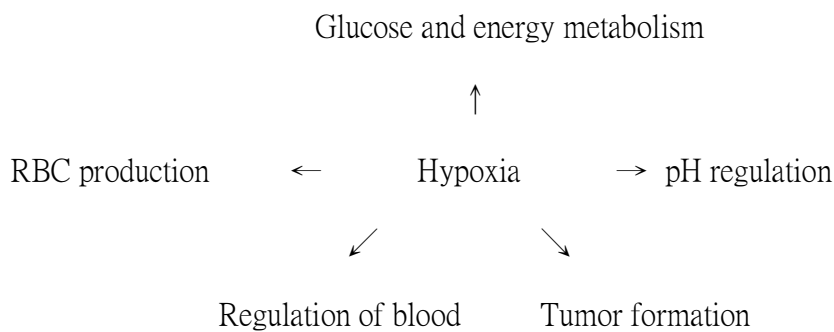 Glucose and energy metabolism
RBC production ← Hypoxia → pH regulation
Regulation of blood Tumor formation